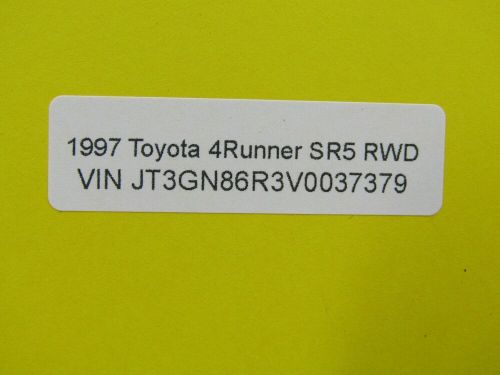 1997 Toyota 4Runner SR5 RWD
VIN JT3GN86R3V0037379